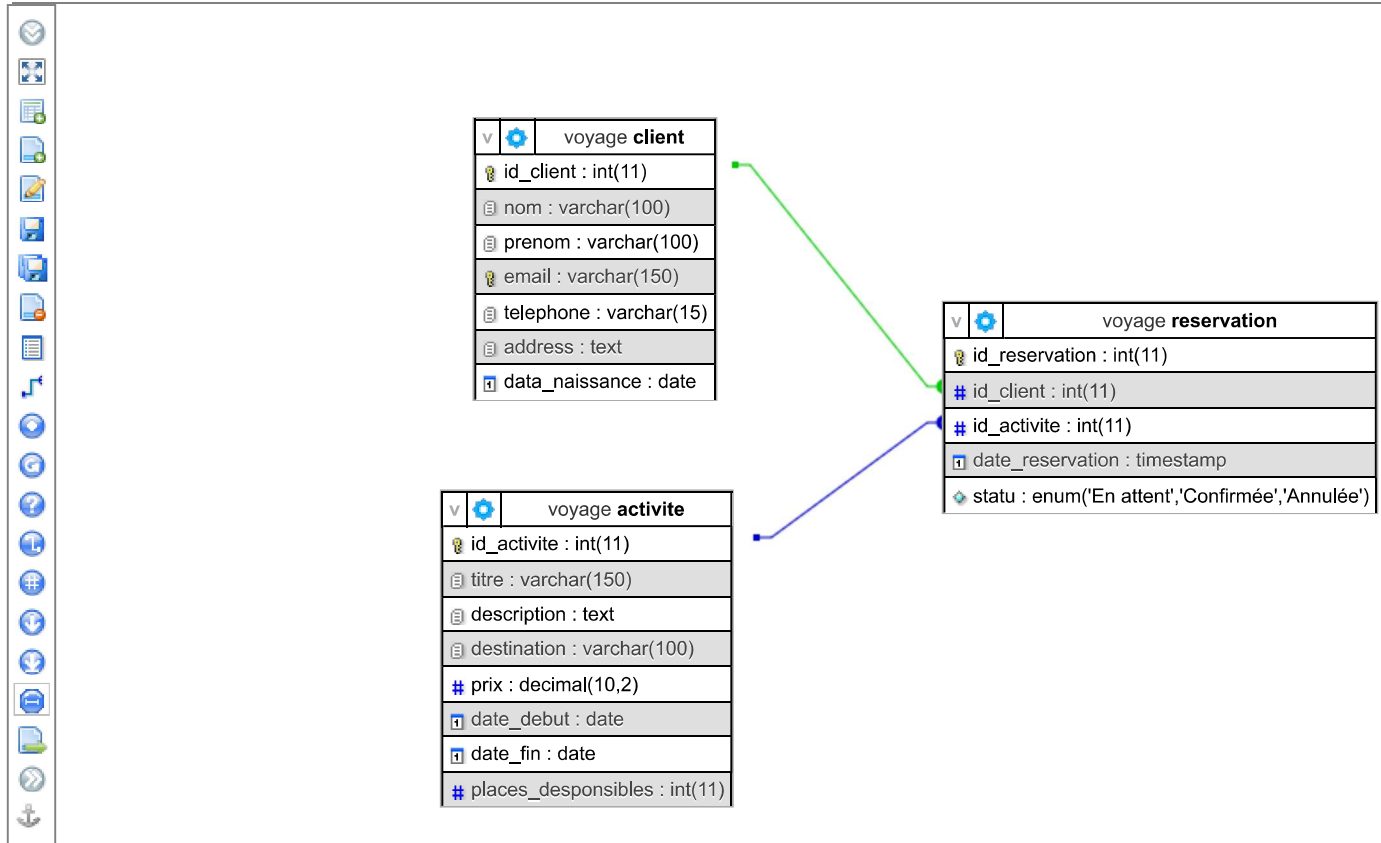 v voyage client
id_client : int(11)
nom : varchar(100)
prenom : varchar(100)
email : varchar(150)
telephone : varchar(15)
address : text
data_naissance : date
v voyage reservation
id_reservation : int(11)
# id_client : int(11)
# id_activite : int(11)
date_reservation : timestamp
statu : enum('En attent','Confirmée','Annulée')
v voyage activite
id_activite : int(11)
titre : varchar(150)
description : text
destination : varchar(100)
# prix : decimal(10,2)
date_debut : date
date_fin : date
# places_desponsibles : int(11)